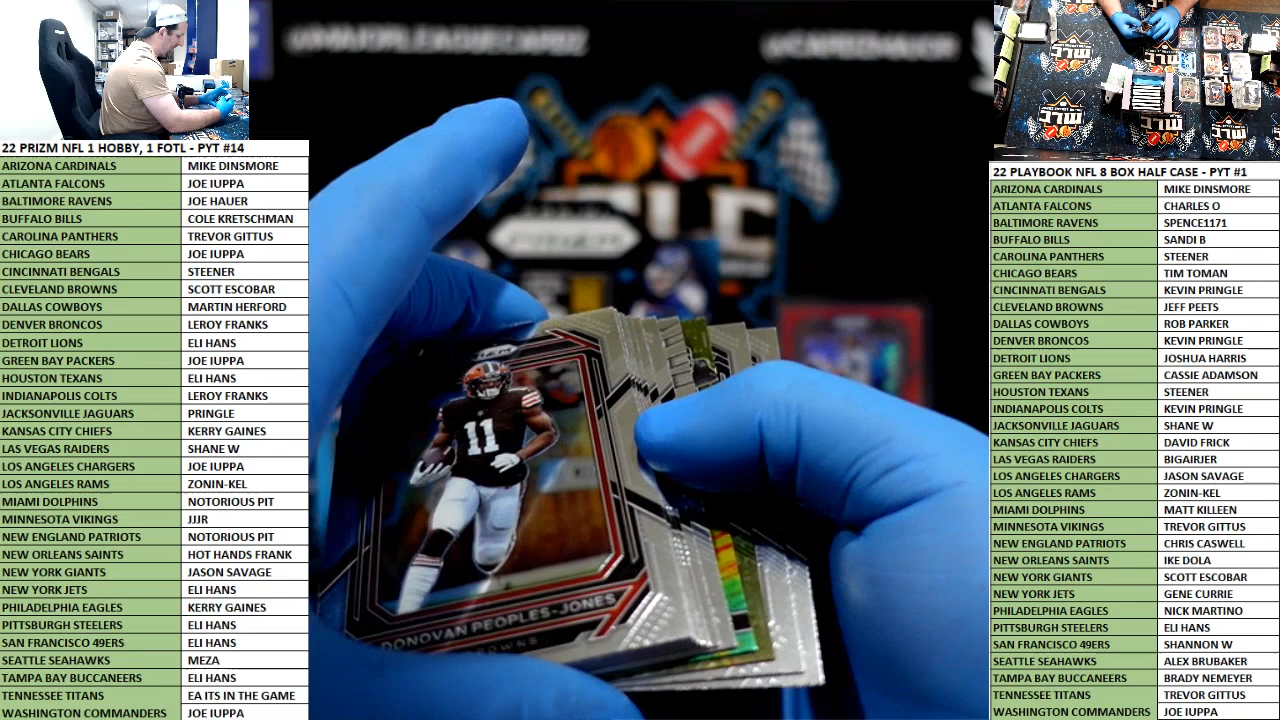 22 PRIZM NFL 1 HOBBY, 1 FOTL - PYT #14
ARIZONA CARDINALS MIKE DINSMORE
ATLANTA FALCONS JOE IUPPA
BALTIMORE RAVENS JOE HAUER
BUFFALO BILLS COLE KRETSCHMAN
CAROLINA PANTHERS TREVOR GITTUS
CHICAGO BEARS JOE IUPPA
CINCINNATI BENGALS STEENER
CLEVELAND BROWNS SCOTT ESCOBAR
DALLAS COWBOYS MARTIN HERFORD
DENVER BRONCOS LEROY FRANKS
DETROIT LIONS ELI HANS
GREEN BAY PACKERS JOE IUPPA
HOUSTON TEXANS ELI HANS
INDIANAPOLIS COLTS LEROY FRANKS
JACKSONVILLE JAGUARS PRINGLE
KANSAS CITY CHIEFS KERRY GAINES
LAS VEGAS RAIDERS SHANE W
LOS ANGELES CHARGERS JOE IUPPA
LOS ANGELES RAMS ZONIN-KEL
MIAMI DOLPHINS NOTORIOUS PIT
MINNESOTA VIKINGS JJJR
NEW ENGLAND PATRIOTS NOTORIOUS PIT
NEW ORLEANS SAINTS HOT HANDS FRANK
NEW YORK GIANTS JASON SAVAGE
NEW YORK JETS ELI HANS
PHILADELPHIA EAGLES KERRY GAINES
PITTSBURGH STEELERS ELI HANS
SAN FRANCISCO 49ERS ELI HANS
SEATTLE SEAHAWKS MEZA
TAMPA BAY BUCCANEERS ELI HANS
TENNESSEE TITANS EA ITS IN THE GAME
WASHINGTON COMMANDERS JOE IUPPA
PRIZM
11
DONOVAN PEOPLES-JONES
BROWNS
MLC
22 PLAYBOOK NFL 8 BOX HALF CASE - PYT #1
ARIZONA CARDINALS MIKE DINSMORE
ATLANTA FALCONS CHARLES O
BALTIMORE RAVENS SPENCE1171
BUFFALO BILLS SANDI B
CAROLINA PANTHERS STEENER
CHICAGO BEARS TIM TOMAN
CINCINNATI BENGALS KEVIN PRINGLE
CLEVELAND BROWNS JEFF PEETS
DALLAS COWBOYS ROB PARKER
DENVER BRONCOS KEVIN PRINGLE
DETROIT LIONS JOSHUA HARRIS
GREEN BAY PACKERS CASSIE ADAMSON
HOUSTON TEXANS STEENER
INDIANAPOLIS COLTS KEVIN PRINGLE
JACKSONVILLE JAGUARS SHANE W
KANSAS CITY CHIEFS DAVID FRICK
LAS VEGAS RAIDERS BIGAIRJER
LOS ANGELES CHARGERS JASON SAVAGE
LOS ANGELES RAMS ZONIN-KEL
MIAMI DOLPHINS MATT KILLEEN
MINNESOTA VIKINGS TREVOR GITTUS
NEW ENGLAND PATRIOTS CHRIS CASWELL
NEW ORLEANS SAINTS IKE DOLA
NEW YORK GIANTS SCOTT ESCOBAR
NEW YORK JETS GENE CURRIE
PHILADELPHIA EAGLES NICK MARTINO
PITTSBURGH STEELERS ELI HANS
SAN FRANCISCO 49ERS SHANNON W
SEATTLE SEAHAWKS ALEX BRUBAKER
TAMPA BAY BUCCANEERS BRADY NEMEYER
TENNESSEE TITANS TREVOR GITTUS
WASHINGTON COMMANDERS JOE IUPPA